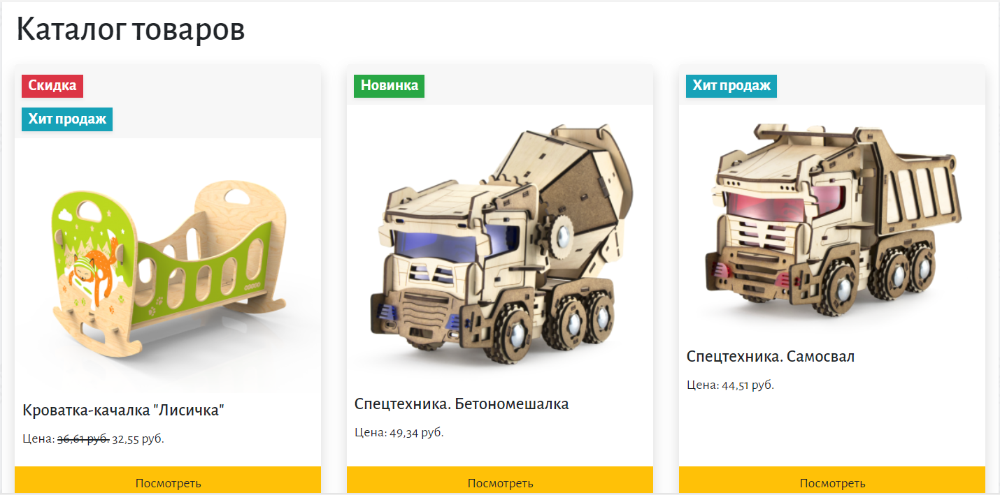 Каталог товаров
Скидка
Хит продаж
Кроватка-качалка "Лисичка"
Цена: 36,61 руб. 32,55 руб.
Посмотреть
Новинка
Спецтехника. Бетономешалка
Цена: 49,34 руб.
Посмотреть
Хит продаж
Спецтехника. Самосвал
Цена: 44,51 руб.
Посмотреть